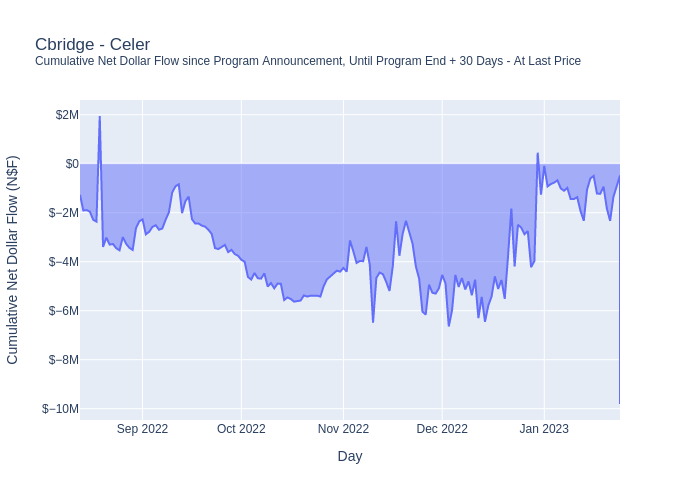 Cbridge - Celer
Cumulative Net Dollar Flow since Program Announcement, Until Program End + 30 Days - At Last Price
Cumulative Net Dollar Flow (N$F)
$2M
$0
$−2M
$−4M
$−6M
$−8M
$−10M
Sep 2022
Oct 2022
Nov 2022
Dec 2022
Jan 2023
Day